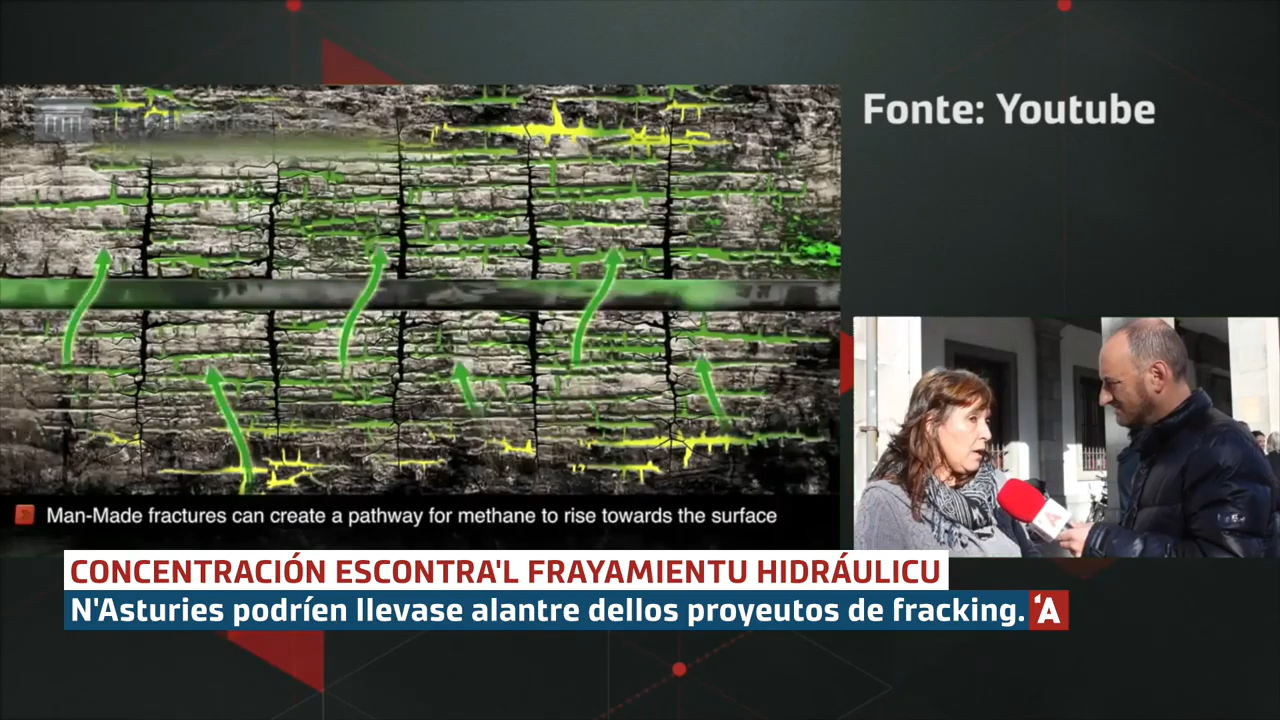 Fonte: Youtube
Man-Made fractures can create a pathway for methane to rise towards the surface
CONCENTRACIÓN ESCONTRA'L FRAYAMIENTU HIDRÁULICU
N'Asturies podríen llevase alantre dellos proyeutos de fracking. 'A